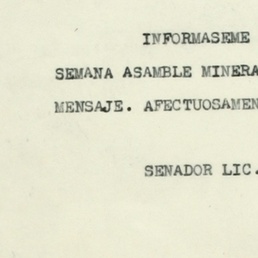 INFORMASEME
SEMANA ASAMBLE MINERA
MENSAJE. AFECTUOSAMEN
SENADOR LIC.